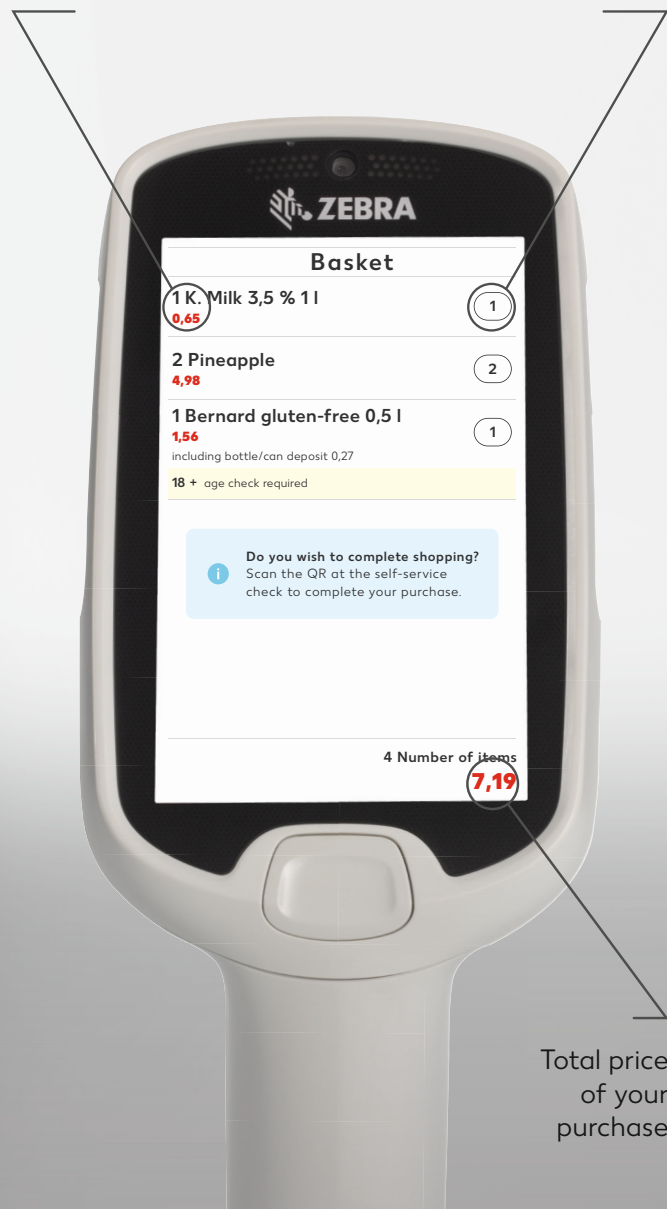 ZEBRA
Basket
1 K. Milk 3,5 % 1 l
0,65
1
2 Pineapple
4,98
2
1 Bernard gluten-free 0,5 l
1,56
1
including bottle/can deposit 0,27
18 + age check required
Do you wish to complete shopping?
i
Scan the QR at the self-service
check to complete your purchase.
4 Number of items
7,19
Total price
of your
purchase